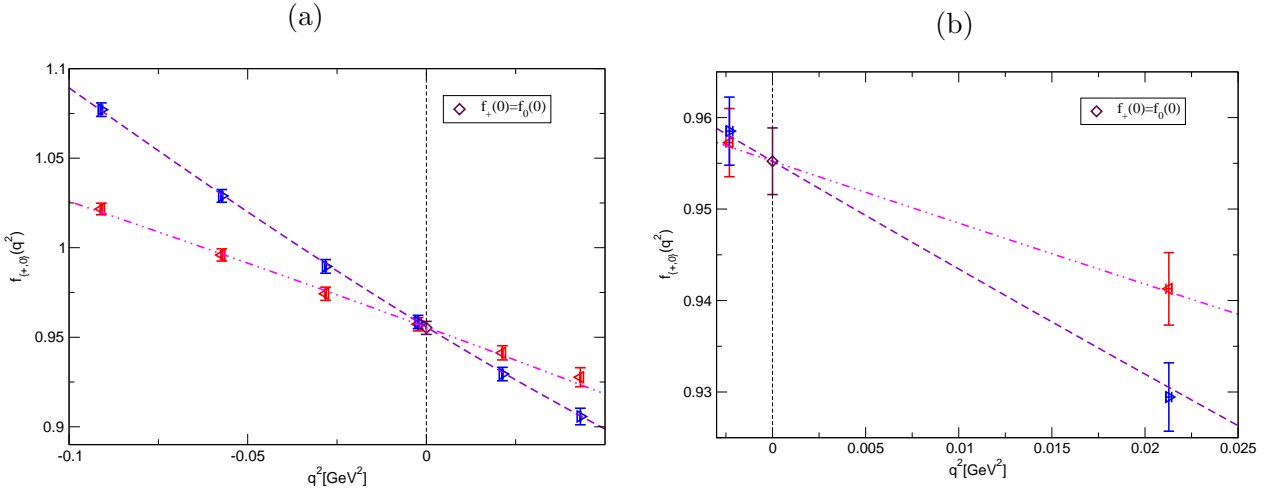 (a)
1.1
1.05
1
0.95
0.9
f_{+,0}(q^2)
-0.1
-0.05
0
q^2[GeV^2]
f_+(0)=f_0(0)
(b)
0.96
0.95
0.94
0.93
f_{+,0}(q^2)
0
0.005
0.01
0.015
0.02
0.025
q^2[GeV^2]
f_+(0)=f_0(0)